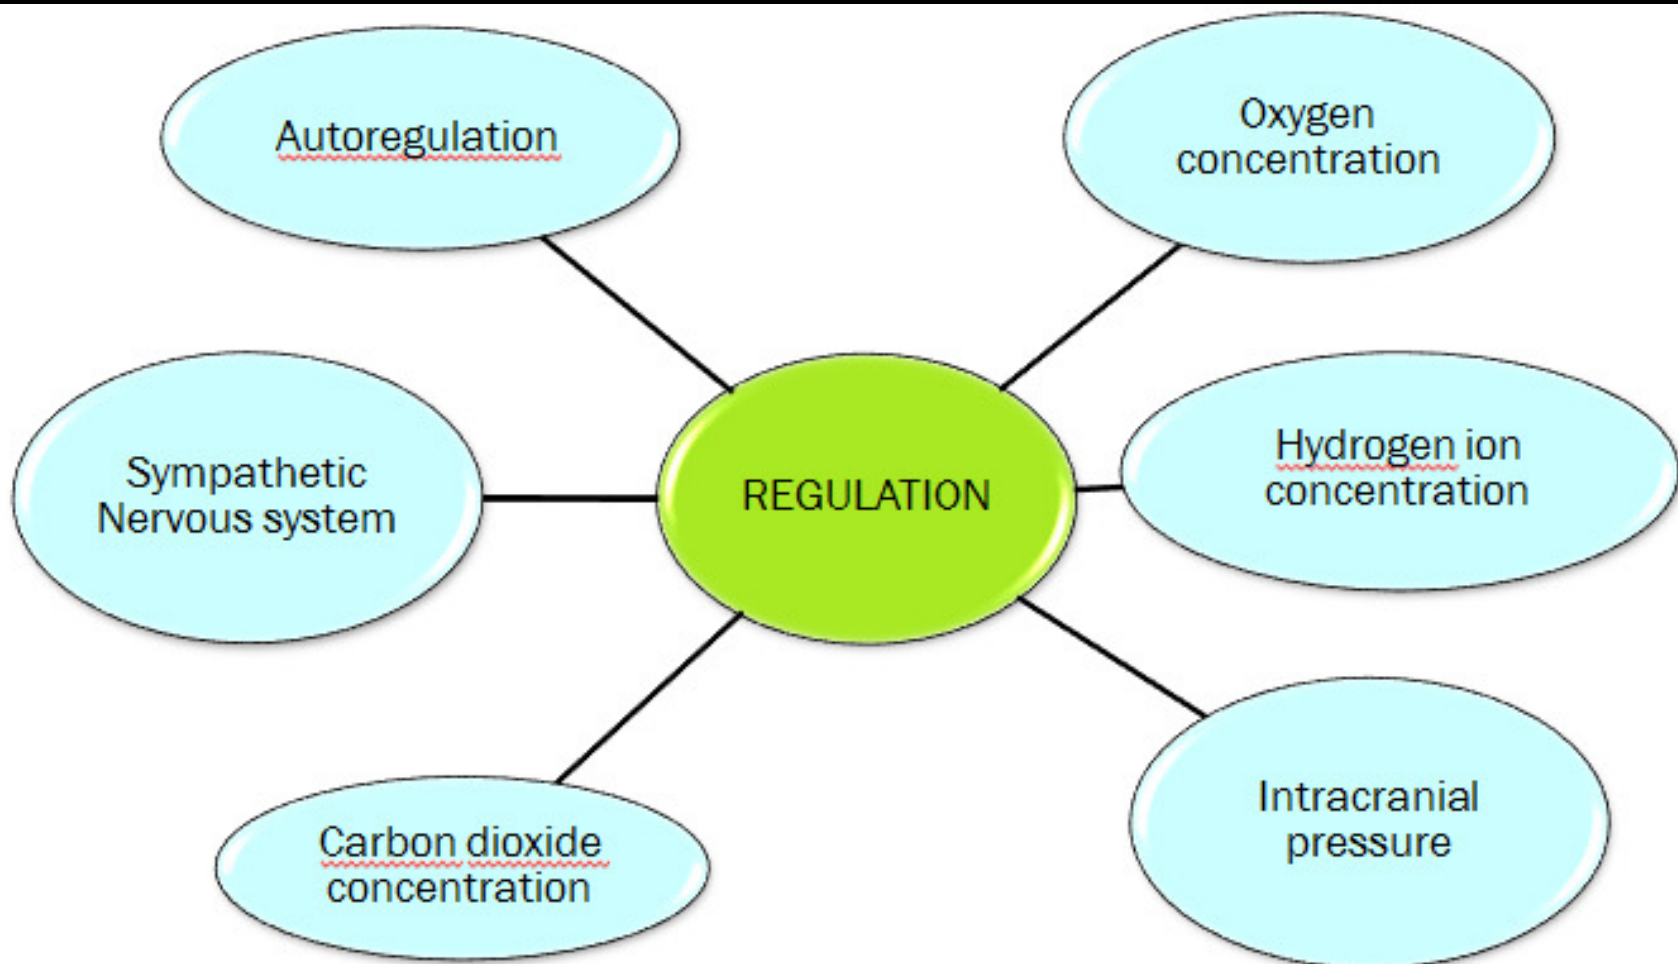 Autoregulation
Oxygen
concentration
Sympathetic
Nervous system
REGULATION
Hydrogen ion
concentration
Carbon dioxide
concentration
Intracranial
pressure